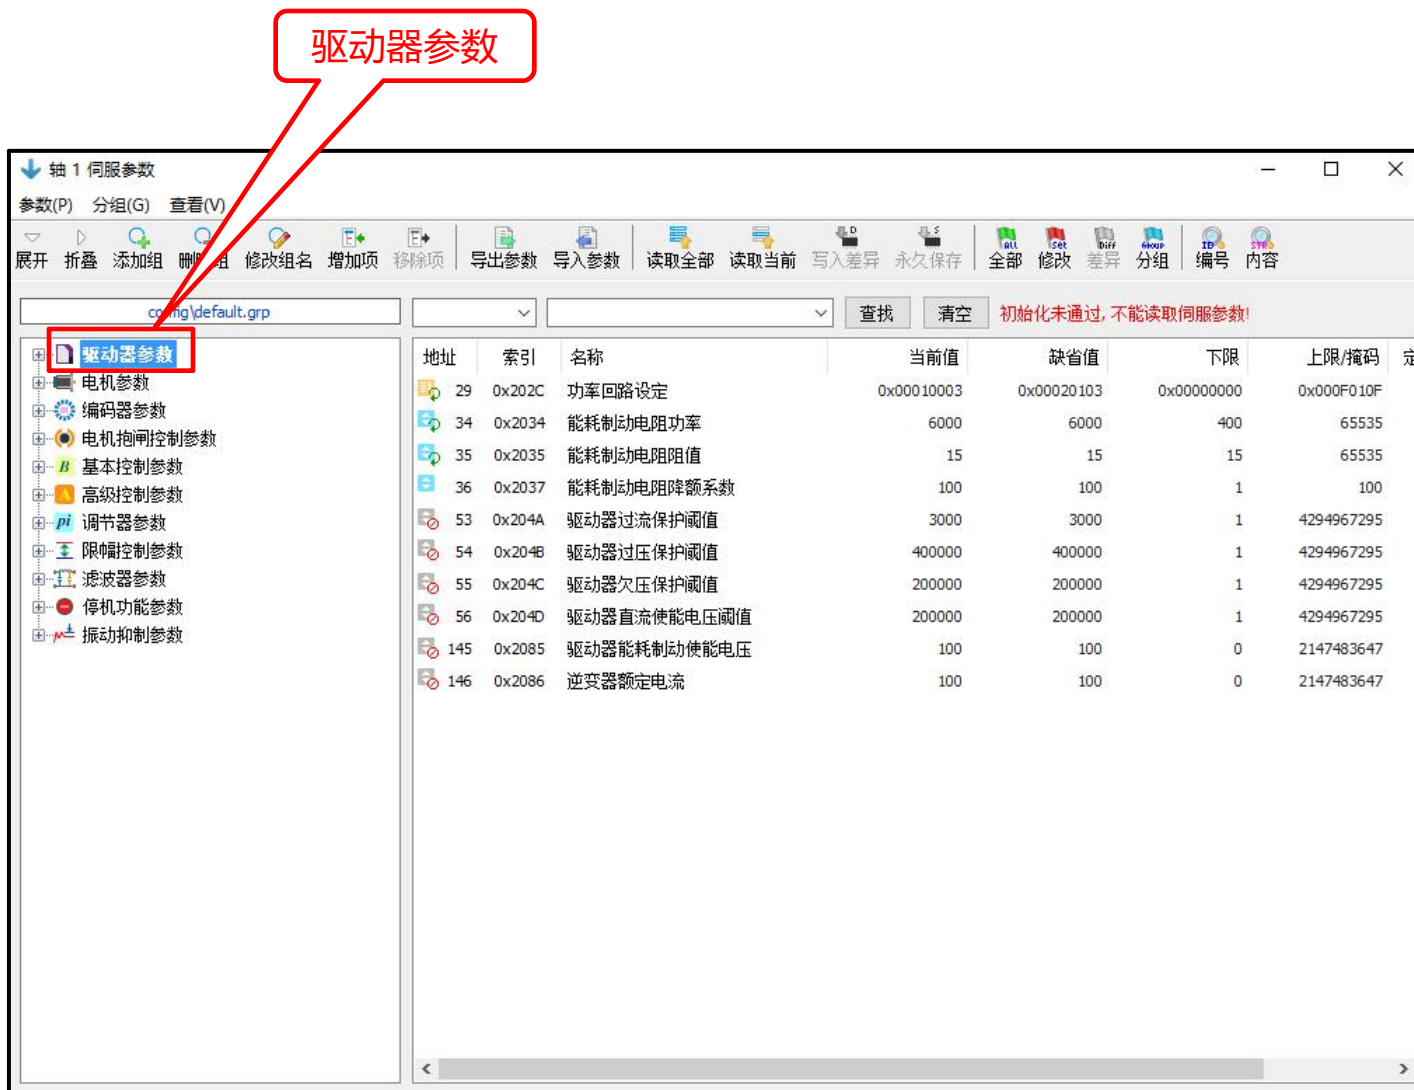 驱动器参数
轴 1 伺服参数
参数(P) 分组(G) 查看(V)
展开 折叠 添加组 删 组 修改组名 增加项 移除项 导出参数 导入参数 读取全部 读取当前 写入差异 永久保存 全部 修改 差异 分组 编号 内容
config\default.grp 查找 清空 初始化未通过,不能读取伺服参数!
驱动器参数
电机参数
编码器参数
电机抱闸控制参数
基本控制参数
高级控制参数
调节器参数
限幅控制参数
滤波器参数
停机功能参数
振动抑制参数
地址 索引 名称 当前值 缺省值 下限 上限/掩码 定
29 0x202C 功率回路设定 0x00010003 0x00020103 0x00000000 0x000F010F
34 0x2034 能耗制动电阻功率 6000 6000 400 65535
35 0x2035 能耗制动电阻阻值 15 15 15 65535
36 0x2037 能耗制动电阻降额系数 100 100 1 100
53 0x204A 驱动器过流保护阈值 3000 3000 1 4294967295
54 0x204B 驱动器过压保护阈值 400000 400000 1 4294967295
55 0x204C 驱动器欠压保护阈值 200000 200000 1 4294967295
56 0x204D 驱动器直流使能电压阈值 200000 200000 1 4294967295
145 0x2085 驱动器能耗制动使能电压 100 100 0 2147483647
146 0x2086 逆变器额定电流 100 100 0 2147483647